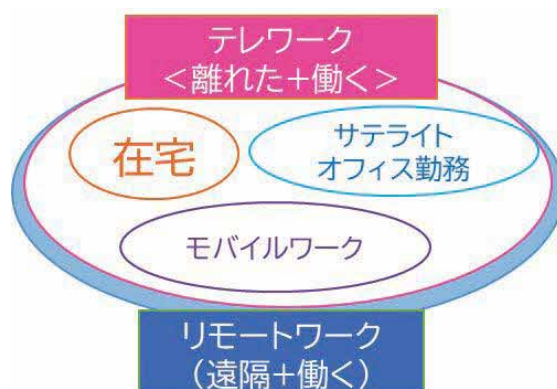 テレワーク
＜離れた+働く＞
在宅
サテライト
オフィス勤務
モバイルワーク
リモートワーク
（遠隔+働く）